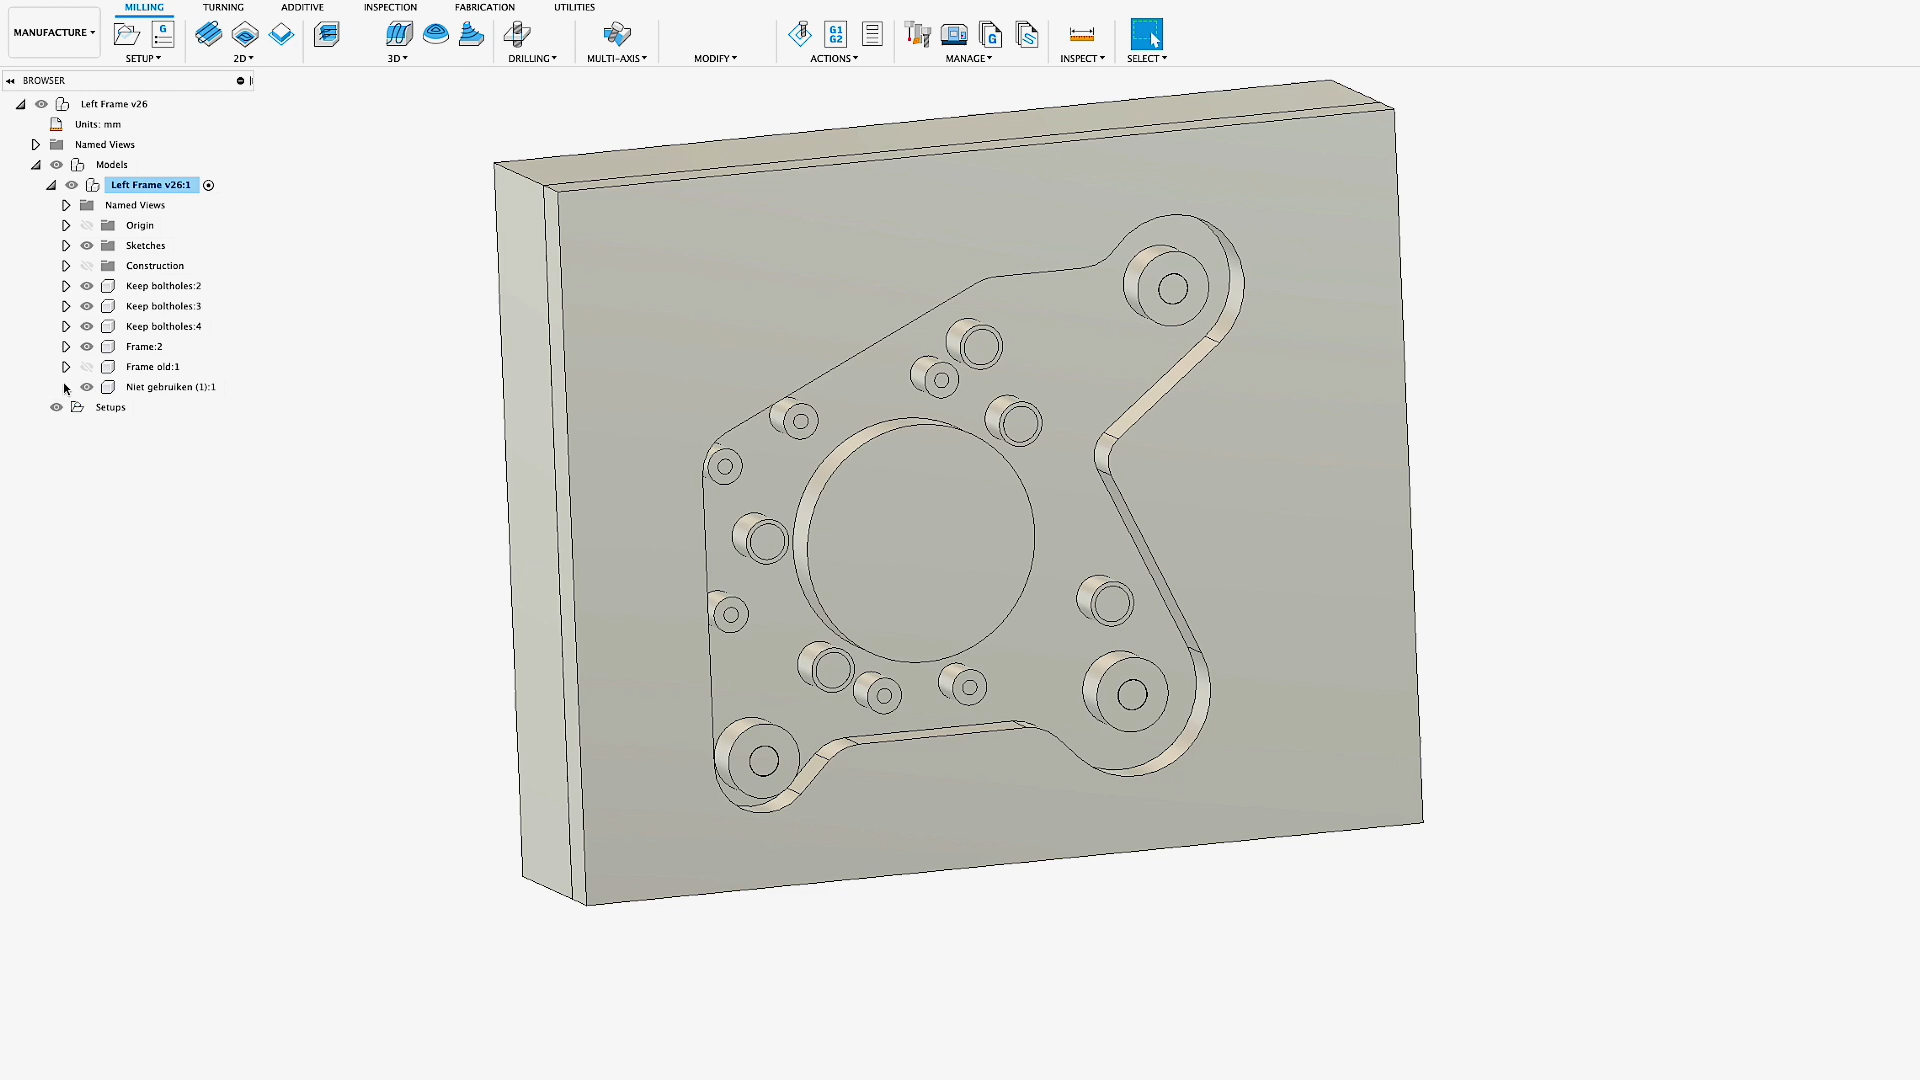 MILLING TURNING ADDITIVE INSPECTION FABRICATION UTILITIES
MANUFACTURE
G
G1
G2
G
SETUP 2D 3D DRILLING MULTI-AXIS MODIFY ACTIONS MANAGE INSPECT SELECT
BROWSER
Left Frame v26
Units: mm
Named Views
Models
Left Frame v26:1
Named Views
Origin
Sketches
Construction
Keep boltholes:2
Keep boltholes:3
Keep boltholes:4
Frame:2
Frame old:1
Niet gebruiken (1):1
Setups